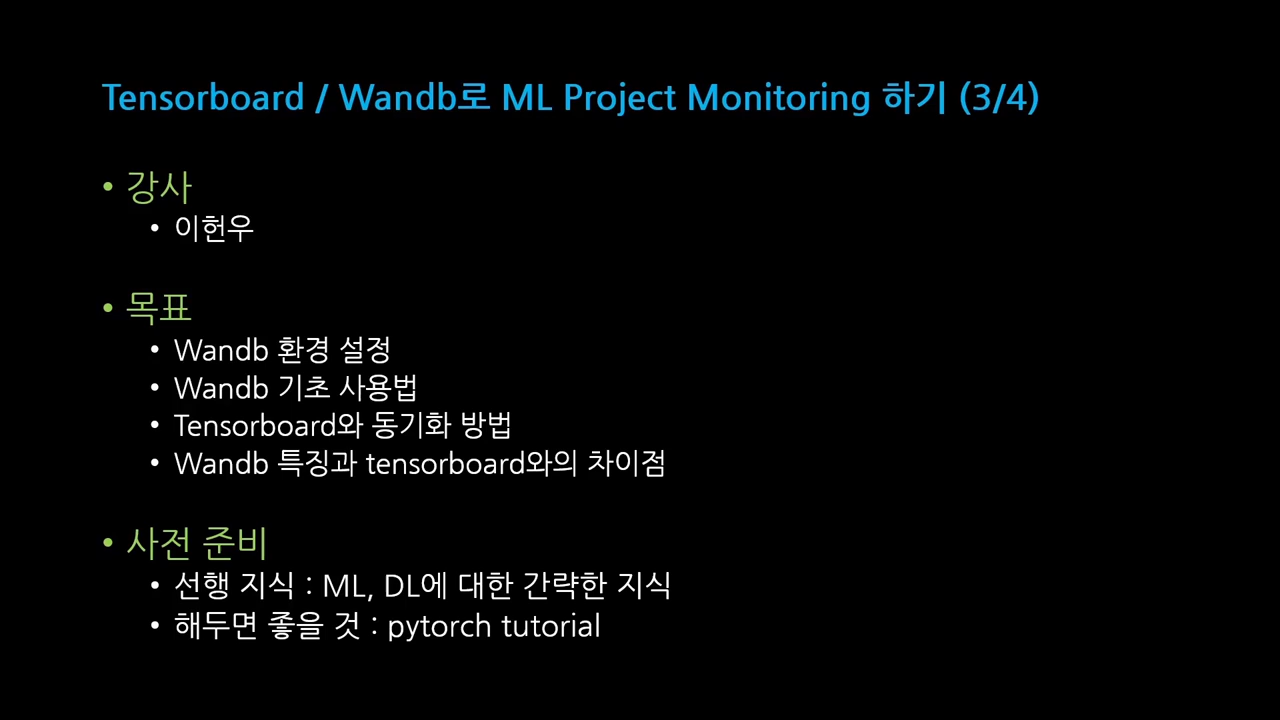 Tensorboard / Wandb로 ML Project Monitoring 하기 (3/4)
• 강사
• 이헌우
• 목표
• Wandb 환경 설정
• Wandb 기초 사용법
• Tensorboard와 동기화 방법
• Wandb 특징과 tensorboard와의 차이점
• 사전 준비
• 선행 지식 : ML, DL에 대한 간략한 지식
• 해두면 좋을 것 : pytorch tutorial